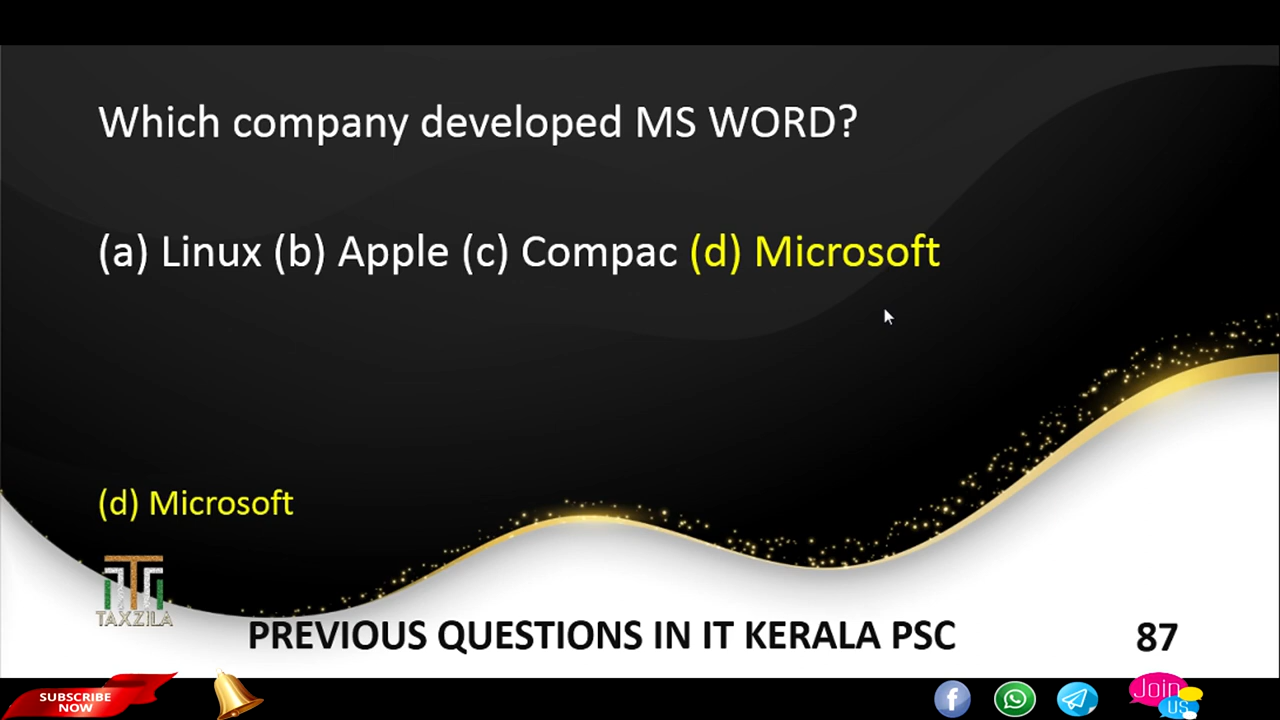 Which company developed MS WORD?
(a) Linux (b) Apple (c) Compac (d) Microsoft
(d) Microsoft
TAXZILA
PREVIOUS QUESTIONS IN IT KERALA PSC
87
SUBSCRIBE
NOW
Join
US